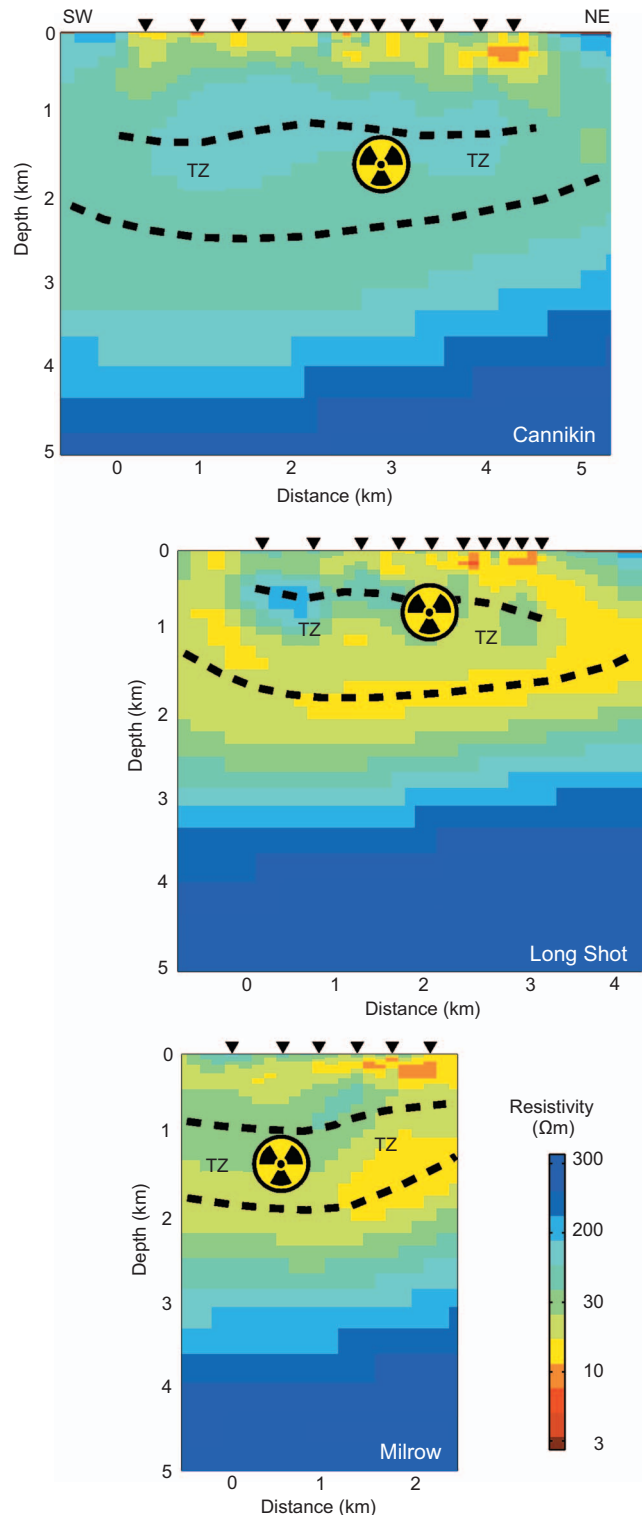 SW NE
0
1
2
3
4
5
Depth (km)
TZ TZ
Cannikin
0 1 2 3 4 5
Distance (km)
0
1
2
3
4
5
Depth (km)
TZ TZ
Long Shot
0 1 2 3 4
Distance (km)
0
1
2
3
4
5
Depth (km)
TZ TZ
Milrow
0 1 2
Distance (km)
Resistivity
(Ωm)
300
200
30
10
3